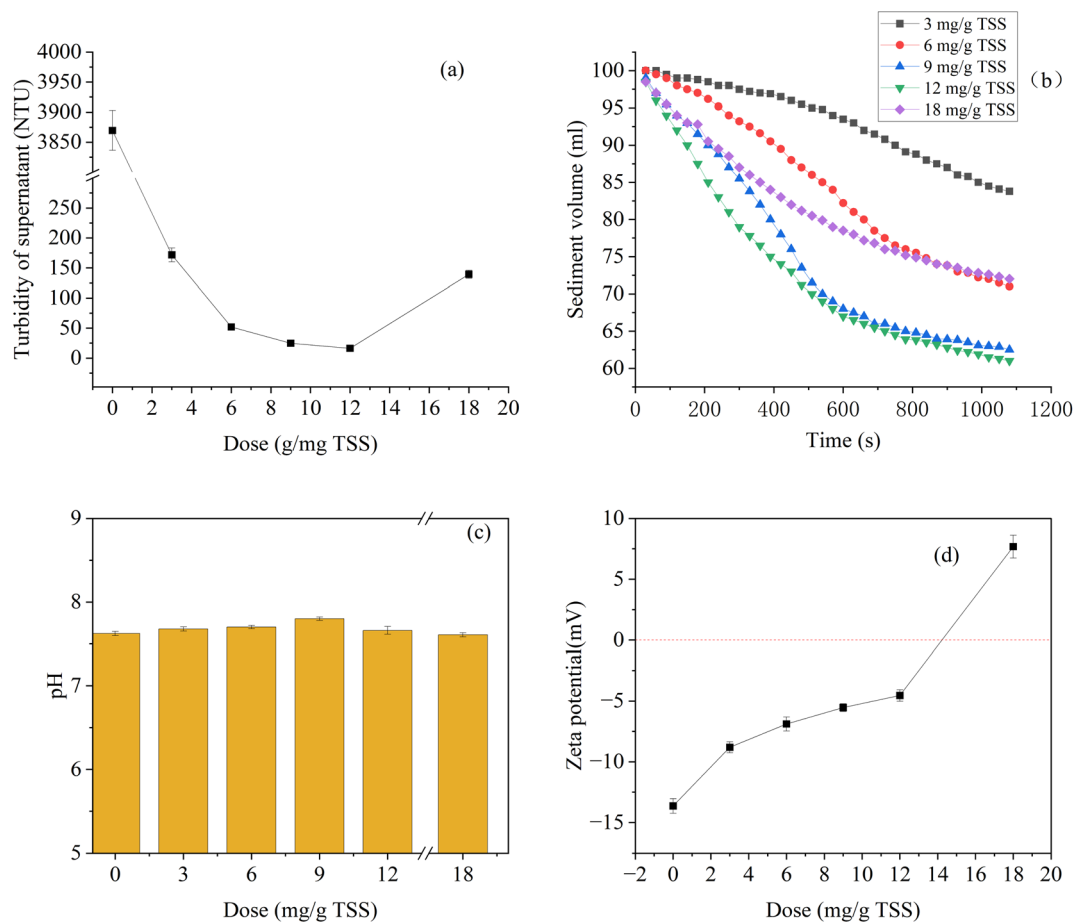 (a)
Turbidity of supernatant (NTU)
4000
3950
3900
3850
250
200
150
100
50
0
0 2 4 6 8 10 12 14 16 18 20
Dose (g/mg TSS)
3 mg/g TSS
6 mg/g TSS
9 mg/g TSS
12 mg/g TSS
18 mg/g TSS
(b)
Sediment volume (ml)
100
95
90
85
80
75
70
65
60
0 200 400 600 800 1000 1200
Time (s)
(c)
pH
9
8
7
6
5
0 3 6 9 12 18
Dose (mg/g TSS)
(d)
Zeta potential(mV)
10
5
0
−5
−10
−15
−2 0 2 4 6 8 10 12 14 16 18 20
Dose (mg/g TSS)